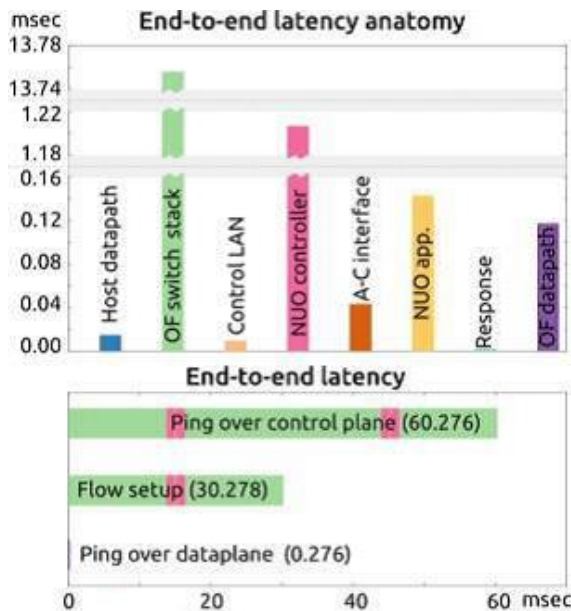 msec
End-to-end latency anatomy
13.78
13.74
1.22
1.18
0.16
0.12
0.08
0.04
0.00
Host datapath
OF switch stack
Control LAN
NUO controller
A-C interface
NUO app.
Response
OF datapath
End-to-end latency
Ping over control plane (60.276)
Flow setup (30.278)
Ping over dataplane (0.276)
0 20 40 60 msec